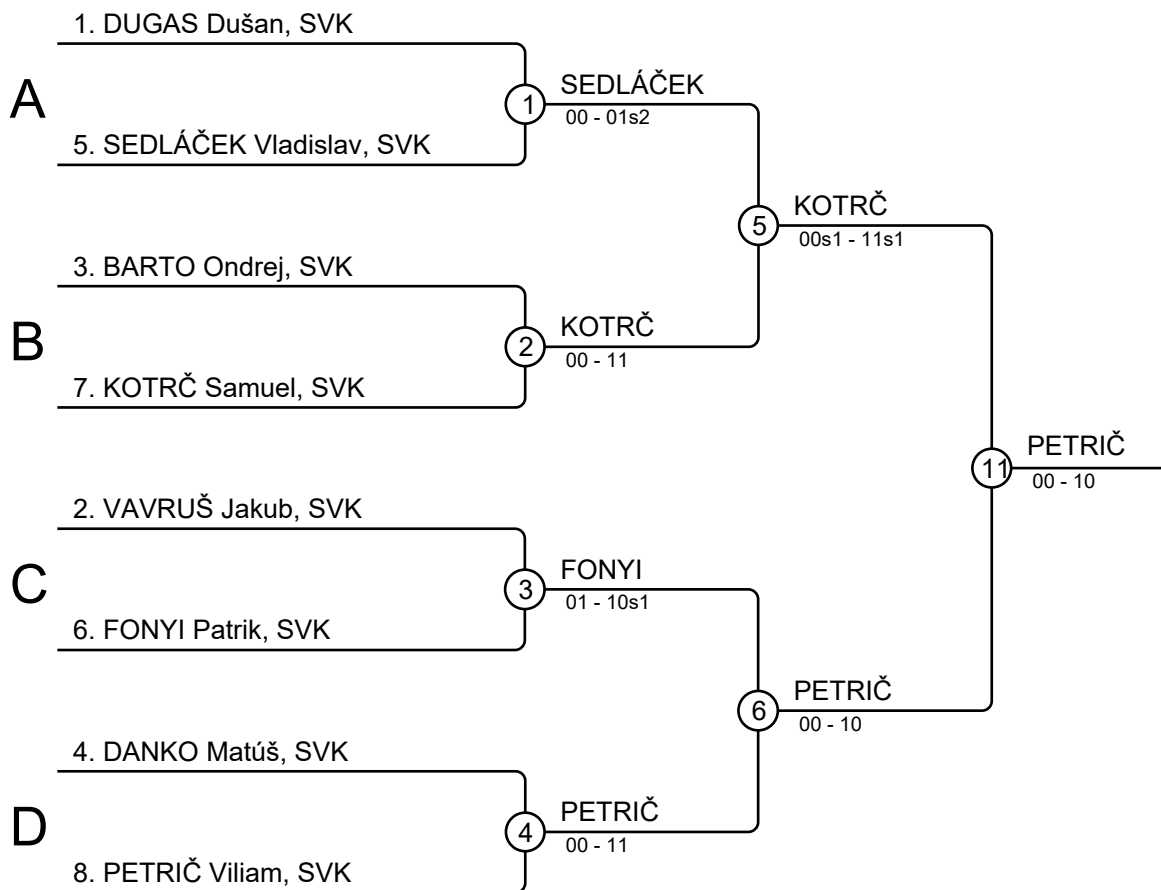 1. DUGAS Dušan, SVK
A
1
SEDLÁČEK
00 - 01s2
5. SEDLÁČEK Vladislav, SVK
5
KOTRČ
00s1 - 11s1
3. BARTO Ondrej, SVK
B
2
KOTRČ
00 - 11
7. KOTRČ Samuel, SVK
11
PETRIČ
00 - 10
2. VAVRUŠ Jakub, SVK
C
3
FONYI
01 - 10s1
6. FONYI Patrik, SVK
6
PETRIČ
00 - 10
4. DANKO Matúš, SVK
D
4
PETRIČ
00 - 11
8. PETRIČ Viliam, SVK